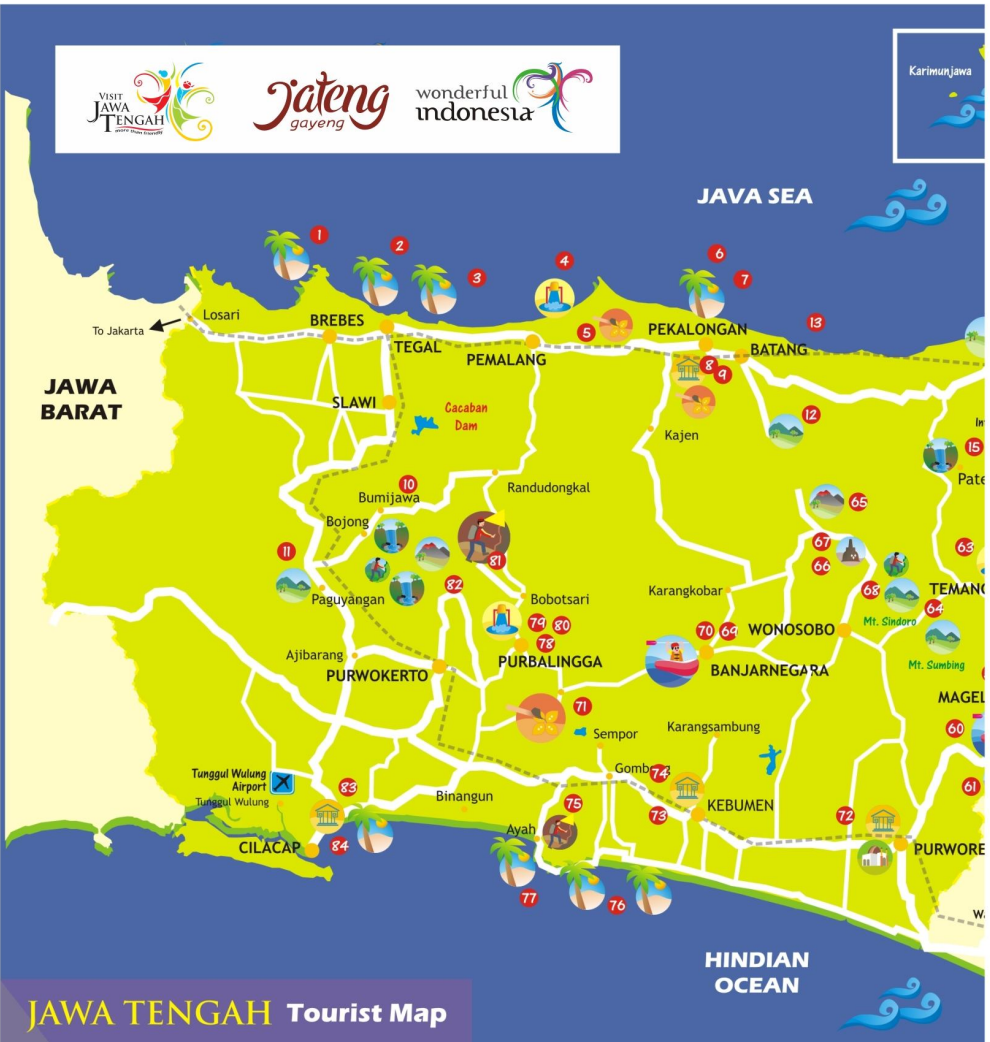 VISIT
JAWA
TENGAH
more than friendly
Jateng
gayeng
wonderful
indonesia
Karimunjawa
JAVA SEA
1
2
3
4
6
7
Losari
To Jakarta
BREBES
TEGAL
5
PEMALANG
PEKALONGAN
13
BATANG
8
9
JAWA
BARAT
SLAWI
Cacaban
Dam
Kajen
12
In
15
Pate
10
Bumijawa
Randudongkal
Bojong
65
67
66
63
11
81
82
Paguyangan
Bobotsari
Karangkobar
68
TEMANG
64
Mt. Sindoro
79
80
78
70
69
WONOSOBO
Ajibarang
PURWOKERTO
PURBALINGGA
BANJARNEGARA
Mt. Sumbing
MAGEL
71
Sempor
Karangsambung
60
Tunggul Wulung
Airport
Tunggul Wulung
83
Gombong
74
61
Binangun
75
73
KEBUMEN
72
CILACAP
84
Ayah
PURWORE
77
76
W
HINDIAN
OCEAN
JAWA TENGAH Tourist Map